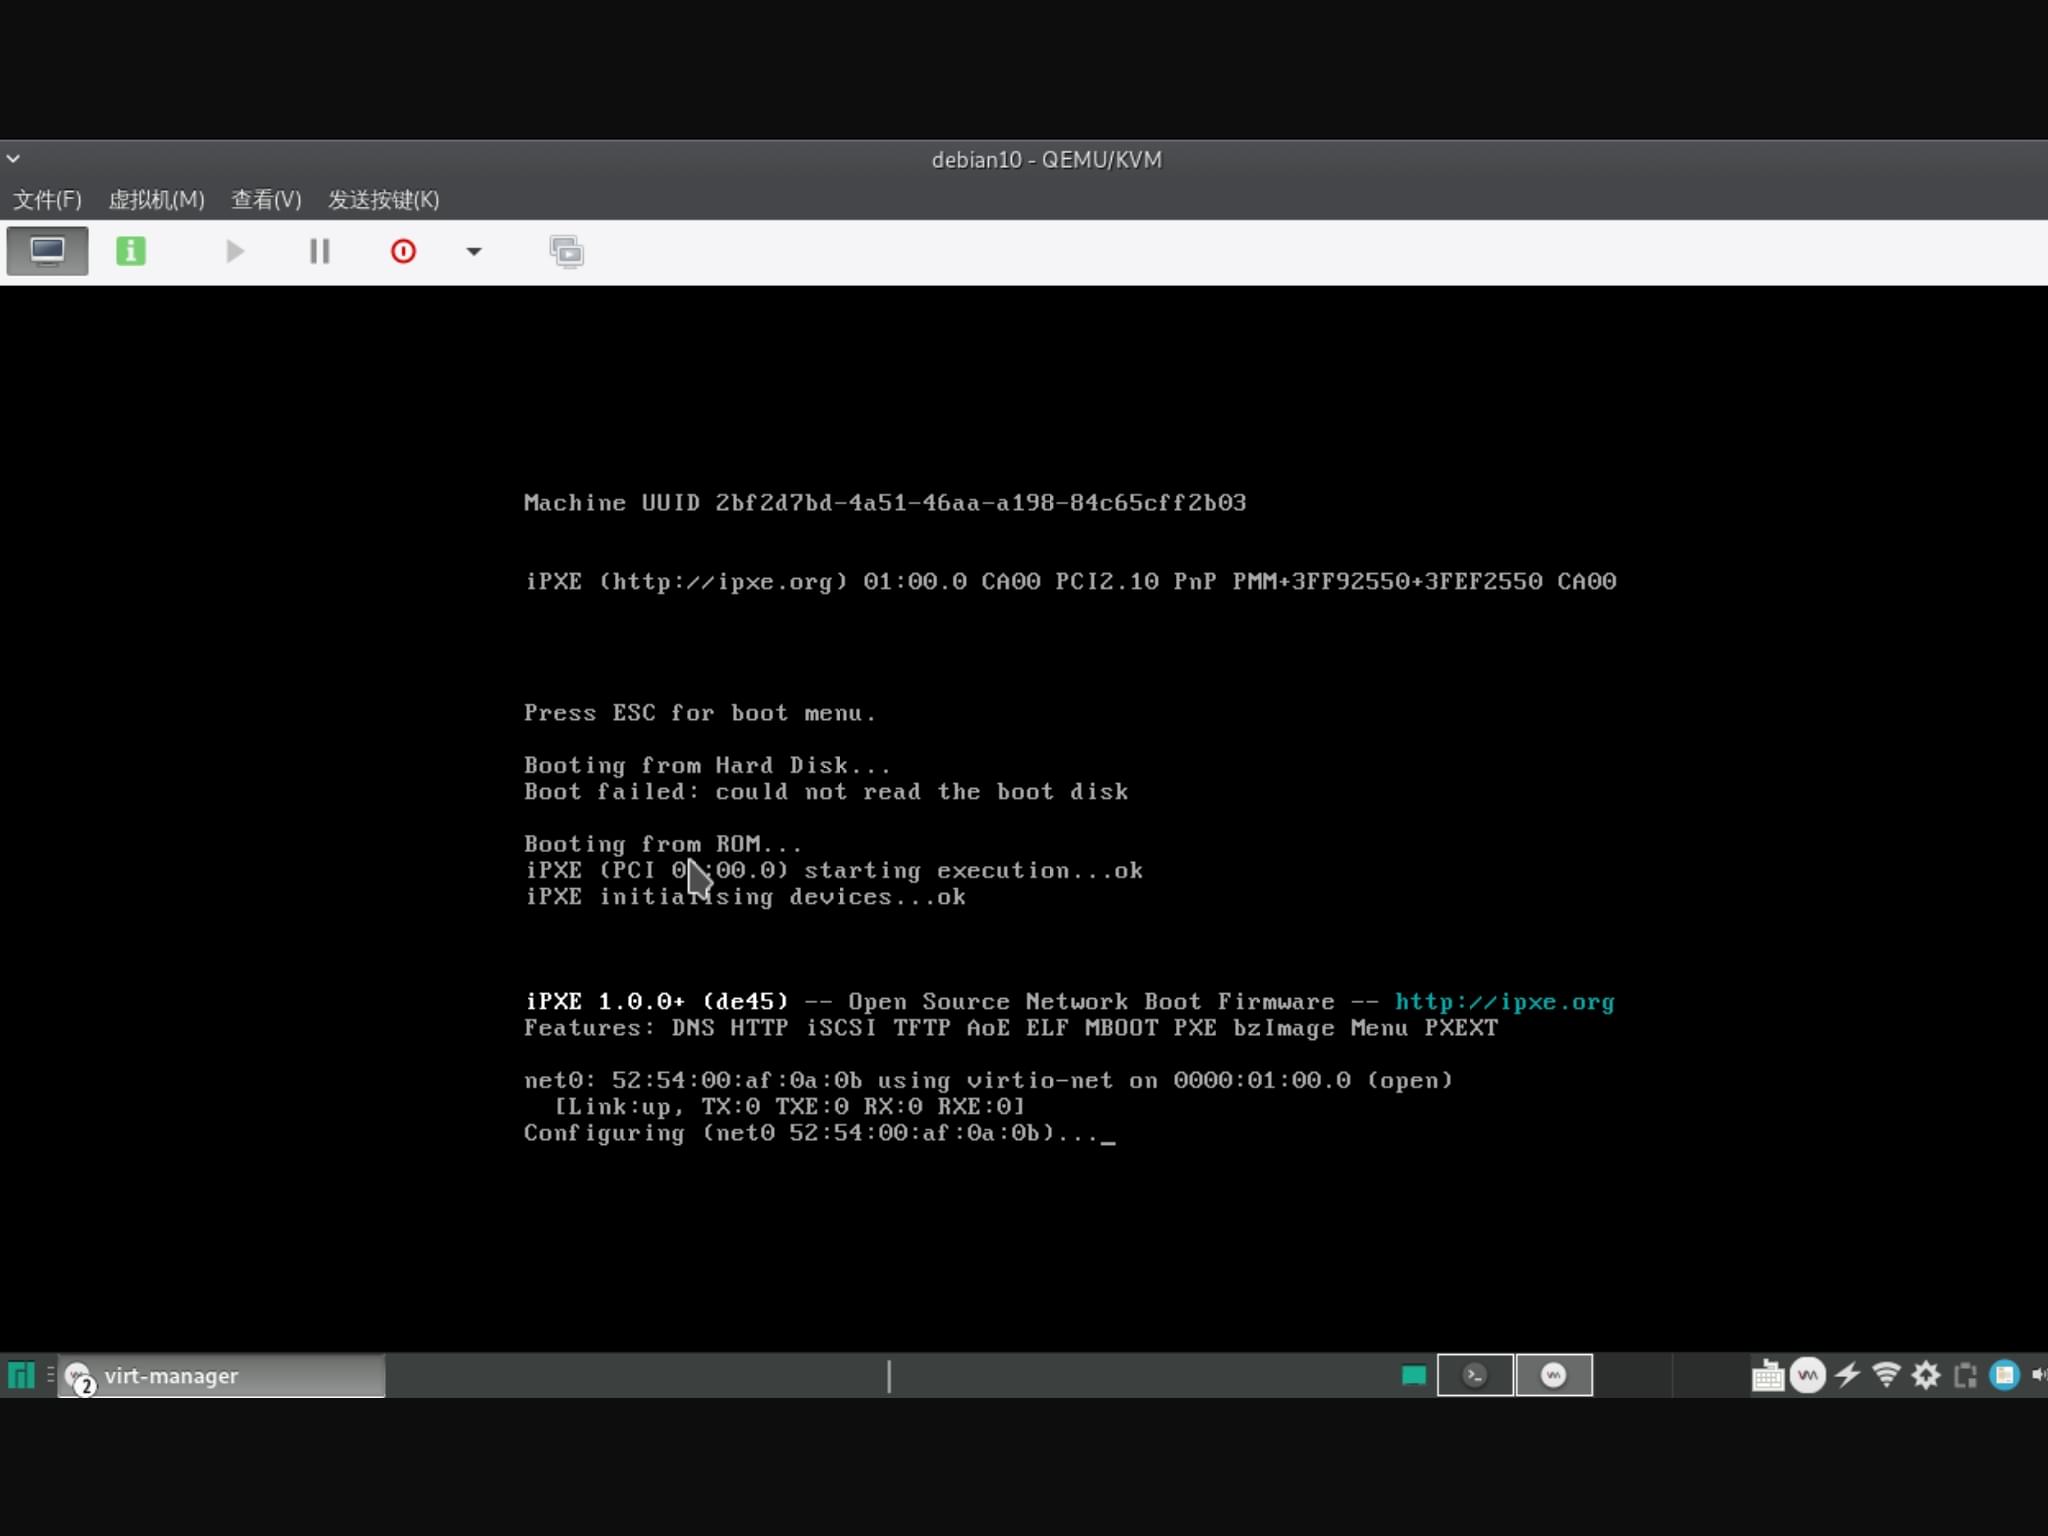 debian10 - QEMU/KVM
文件(F) 虚拟机(M) 查看(V) 发送按键(K)
Machine UUID 2bf2d7bd-4a51-46aa-a198-84c65cff2b03
iPXE (http://ipxe.org) 01:00.0 CA00 PCI2.10 PnP PMM+3FF92550+3FEF2550 CA00
Press ESC for boot menu.
Booting from Hard Disk...
Boot failed: could not read the boot disk
Booting from ROM...
iPXE (PCI 01:00.0) starting execution...ok
iPXE initialising devices...ok
iPXE 1.0.0+ (de45) -- Open Source Network Boot Firmware -- http://ipxe.org
Features: DNS HTTP iSCSI TFTP AoE ELF MBOOT PXE bzImage Menu PXEXT
net0: 52:54:00:af:0a:0b using virtio-net on 0000:01:00.0 (open)
[Link:up, TX:0 TXE:0 RX:0 RXE:0]
Configuring (net0 52:54:00:af:0a:0b)..._
2 virt-manager